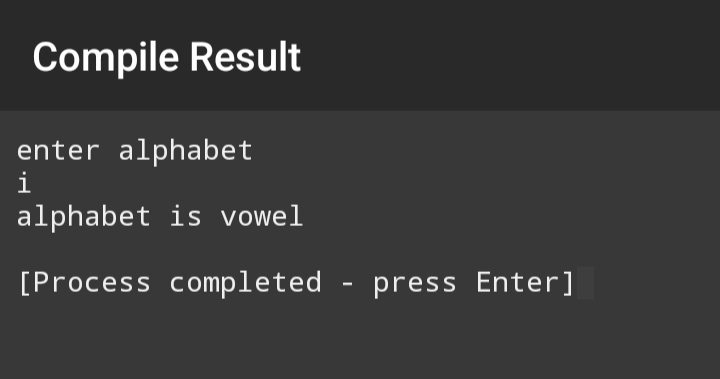 Compile Result
enter alphabet
i
alphabet is vowel
[Process completed - press Enter]